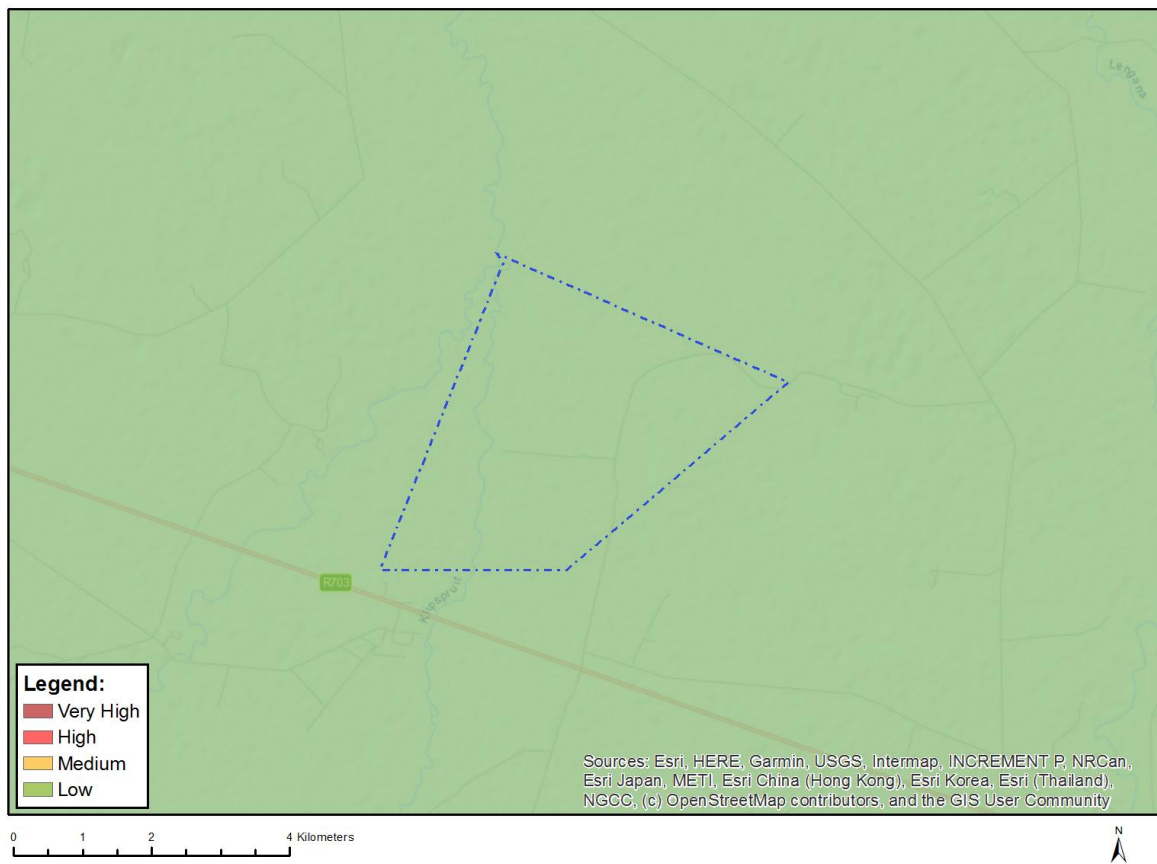 Lengana
R703
Klipspruit
Legend:
Very High
High
Medium
Low
Sources: Esri, HERE, Garmin, USGS, Intermap, INCREMENT P, NRCan,
Esri Japan, METI, Esri China (Hong Kong), Esri Korea, Esri (Thailand),
NGCC, (c) OpenStreetMap contributors, and the GIS User Community
0 1 2 4 Kilometers
N